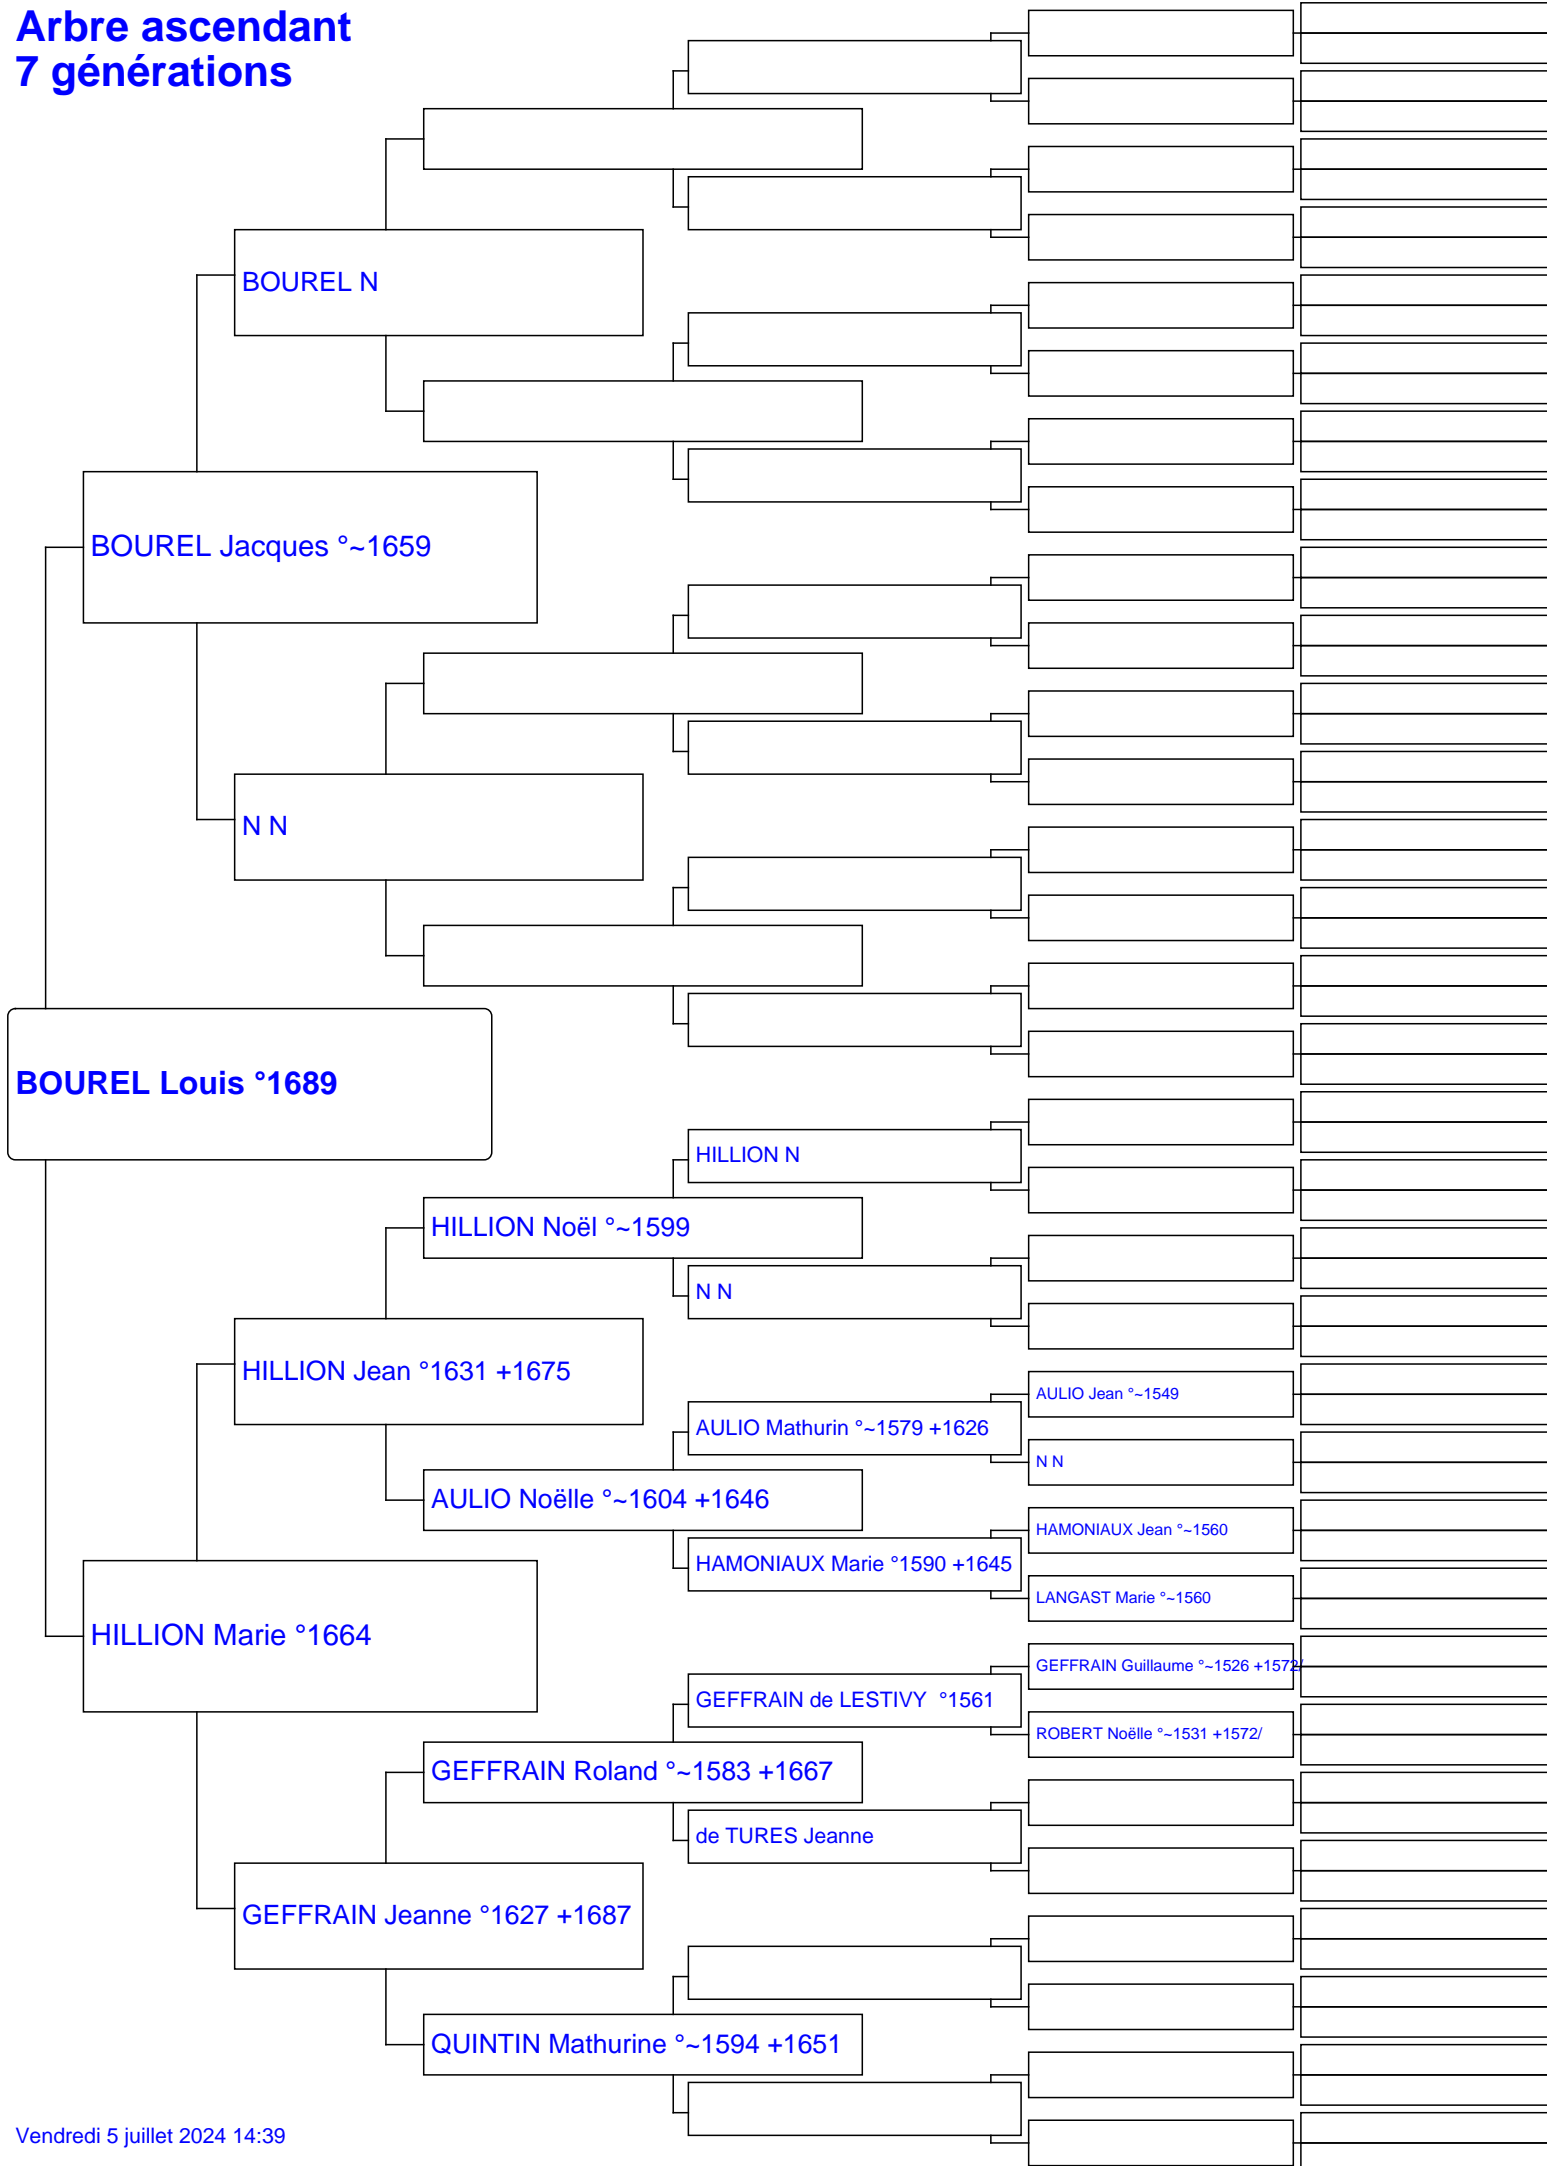 Arbre ascendant
7 générations
BOUREL N
BOUREL Jacques °~1659
N N
BOUREL Louis °1689
HILLION N
HILLION Noël °~1599
N N
HILLION Jean °1631 +1675
AULIO Jean °~1549
AULIO Mathurin °~1579 +1626
N N
AULIO Noëlle °~1604 +1646
HAMONIAUX Jean °~1560
HAMONIAUX Marie °1590 +1645
LANGAST Marie °~1560
HILLION Marie °1664
GEFFRAIN Guillaume °~1526 +1572/
GEFFRAIN de LESTIVY °1561
ROBERT Noëlle °~1531 +1572/
GEFFRAIN Roland °~1583 +1667
de TURES Jeanne
GEFFRAIN Jeanne °1627 +1687
QUINTIN Mathurine °~1594 +1651
Vendredi 5 juillet 2024 14:39